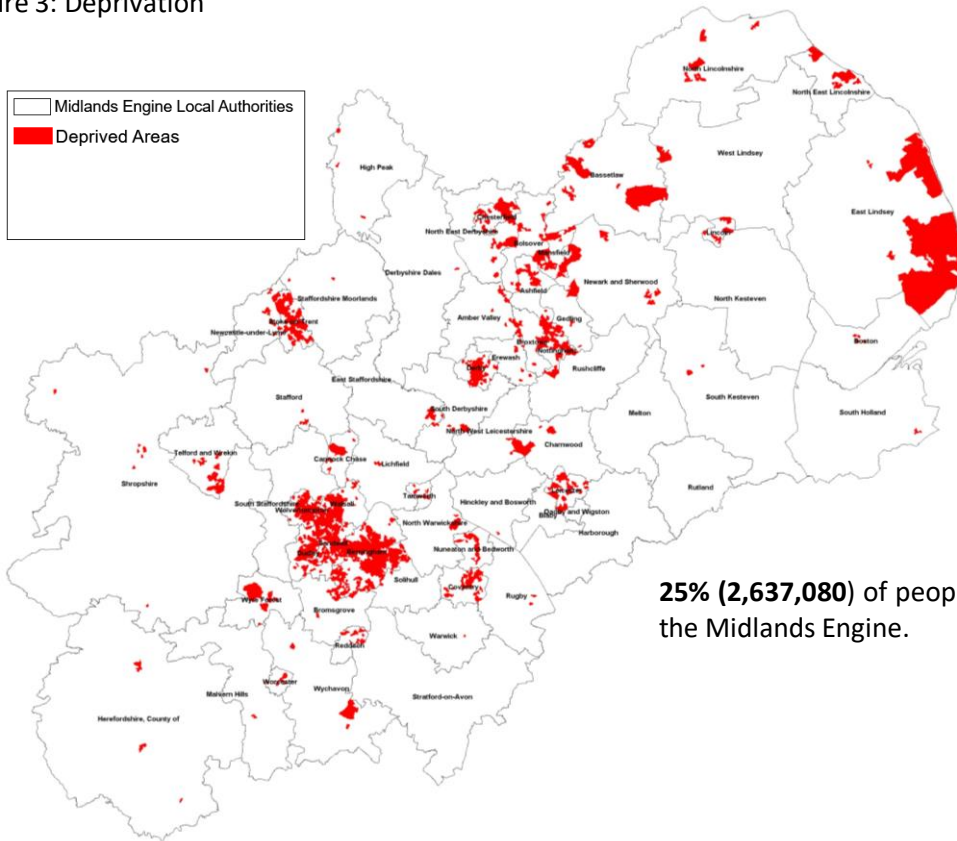 re 3: Deprivation
Midlands Engine Local Authorities
Deprived Areas
North Lincolnshire
North East Lincolnshire
High Peak
West Lindsey
Bassetlaw
East Lindsey
Chesterfield
North East Derbyshire
Lincoln
Bolsover
Mansfield
Derbyshire Dales
Newark and Sherwood
North Kesteven
Staffordshire Moorlands
Ashfield
Stoke-on-Trent
Amber Valley
Gedling
Newcastle-under-Lyme
Broxtowe
Boston
Nottingham
Erewash
Derby
Rushcliffe
East Staffordshire
Stafford
South Kesteven
South Derbyshire
Melton
South Holland
North West Leicestershire
Charnwood
Telford and Wrekin
Cannock Chase
Lichfield
Shropshire
Rutland
Tamworth
Hinckley and Bosworth
Leicester
South Staffordshire
Walsall
Wolverhampton
Oadby and Wigston
Blaby
North Warwickshire
Harborough
Sandwell
Dudley
Birmingham
Nuneaton and Bedworth
Solihull
Coventry
Rugby
Wyre Forest
25% (2,637,080) of peop
the Midlands Engine.
Bromsgrove
Warwick
Redditch
Worcester
Wychavon
Malvern Hills
Stratford-on-Avon
Herefordshire, County of